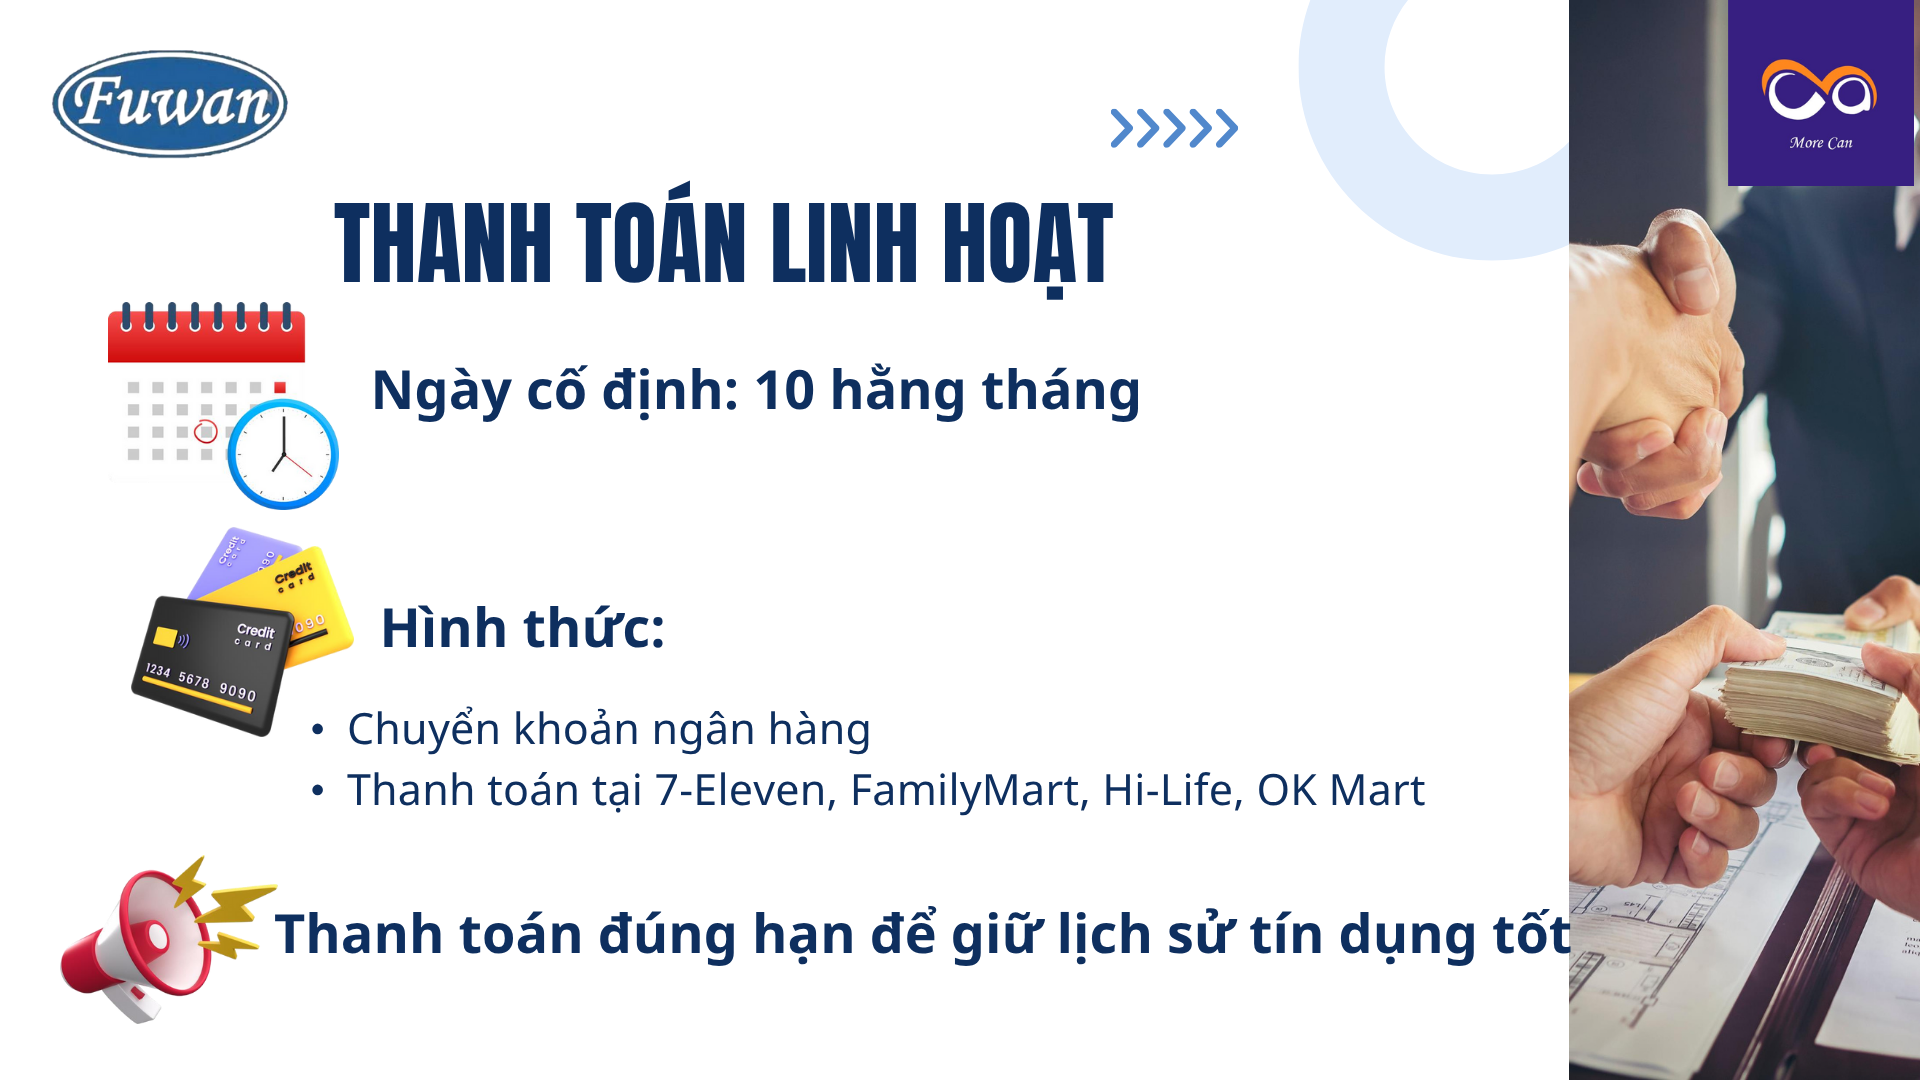 Fuwan
More Can
THANH TOÁN LINH HOẠT
Ngày cố định: 10 hằng tháng
Credit
card
090
Credit
card
090
Credit
card
1234 5678 9090
Hình thức:
• Chuyển khoản ngân hàng
• Thanh toán tại 7-Eleven, FamilyMart, Hi-Life, OK Mart
Thanh toán đúng hạn để giữ lịch sử tín dụng tốt